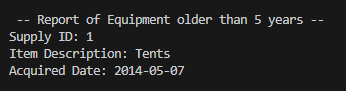 -- Report of Equipment older than 5 years --
Supply ID: 1
Item Description: Tents
Acquired Date: 2014-05-07